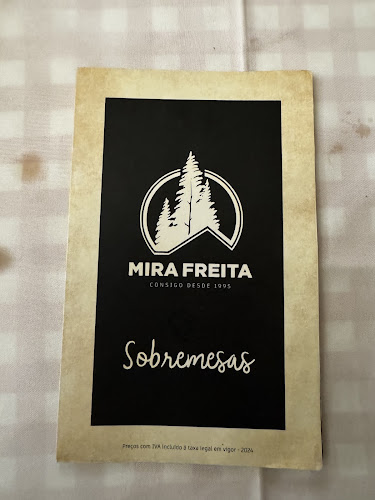 MIRA FREITA
CONSIGO DESDE 1995
Sobremesas
Preços com IVA incluído à taxa legal em vigor - 2024